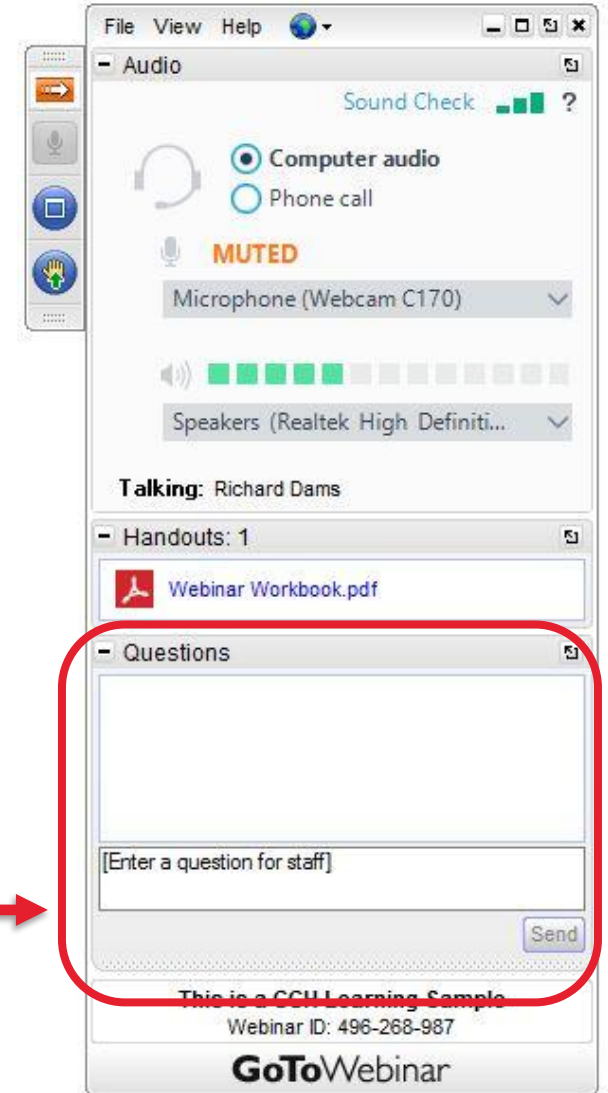 File View Help
Audio
Sound Check ?
Computer audio
Phone call
MUTED
Microphone (Webcam C170)
Speakers (Realtek High Definiti...
Talking: Richard Dams
Handouts: 1
Webinar Workbook.pdf
Questions
[Enter a question for staff]
Send
This is a CCH Learning Sample
Webinar ID: 496-268-987
GoToWebinar